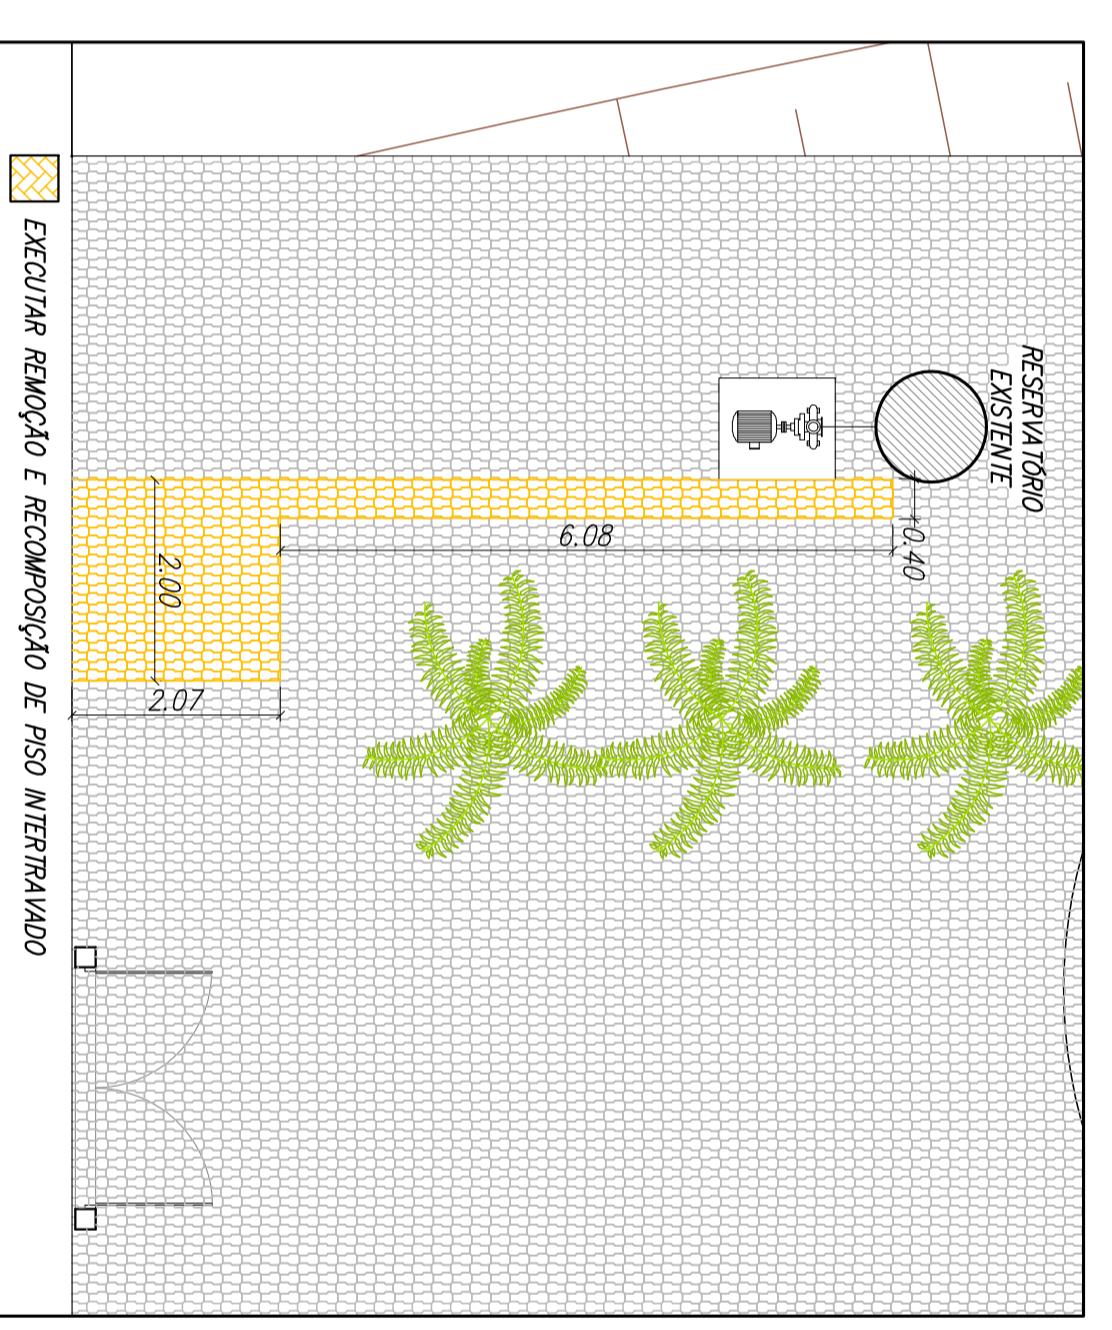 RESERVATÓRIO
EXISTENTE
0.40
6.08
2.00
2.07
EXECUTAR REMOÇÃO E RECOMPOSIÇÃO DE PISO INTERTRAVADO